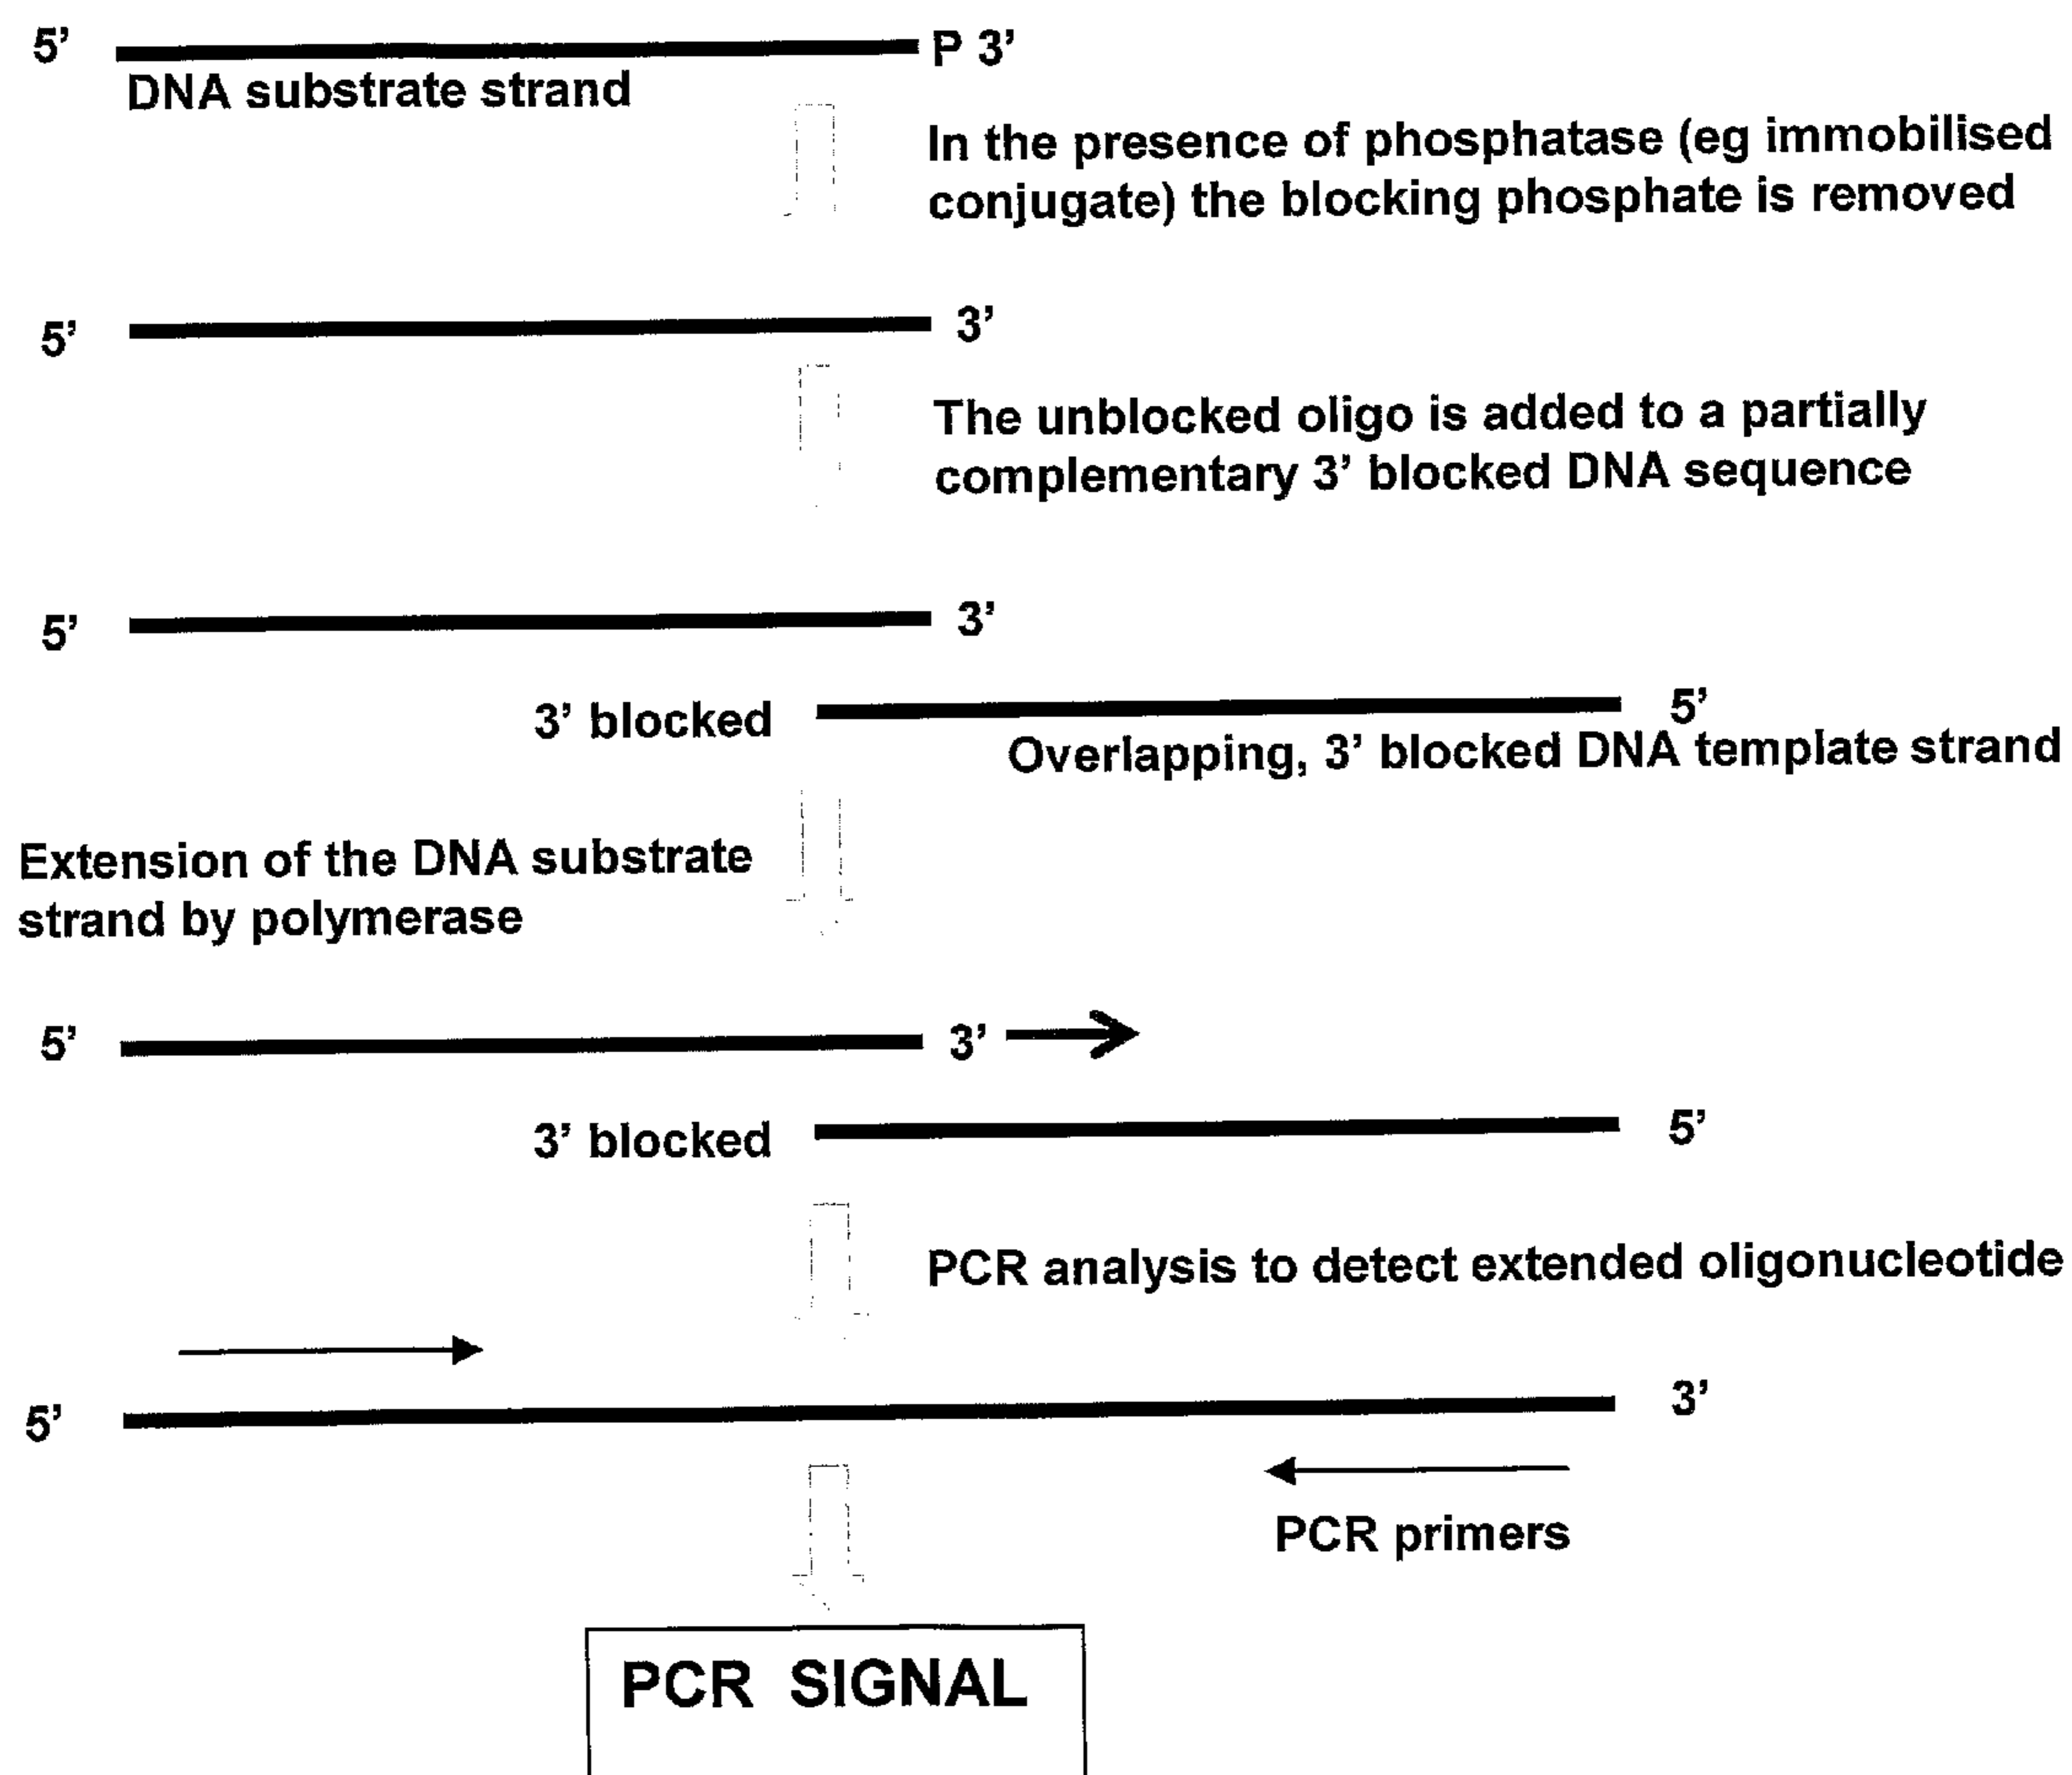 5’ P 3’
DNA substrate strand
In the presence of phosphatase (eg immobilised
conjugate) the blocking phosphate is removed
5’ 3’
The unblocked oligo is added to a partially
complementary 3’ blocked DNA sequence
5’ 3’
3’ blocked 5’
Overlapping, 3’ blocked DNA template strand
Extension of the DNA substrate
strand by polymerase
5’ 3’
3’ blocked 5’
PCR analysis to detect extended oligonucleotide
5’ 3’
PCR primers
PCR SIGNAL